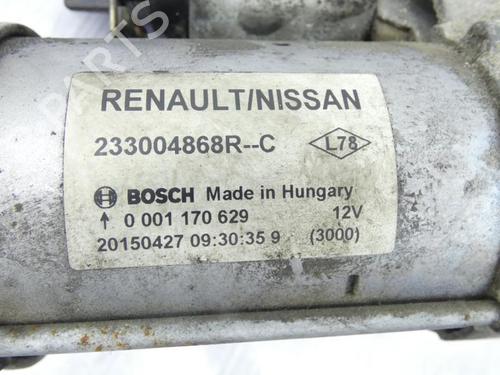 RENAULT/NISSAN
233004868R--C L78
BOSCH Made in Hungary
0 001 170 629 12V
20150427 09:30:35 9 (3000)